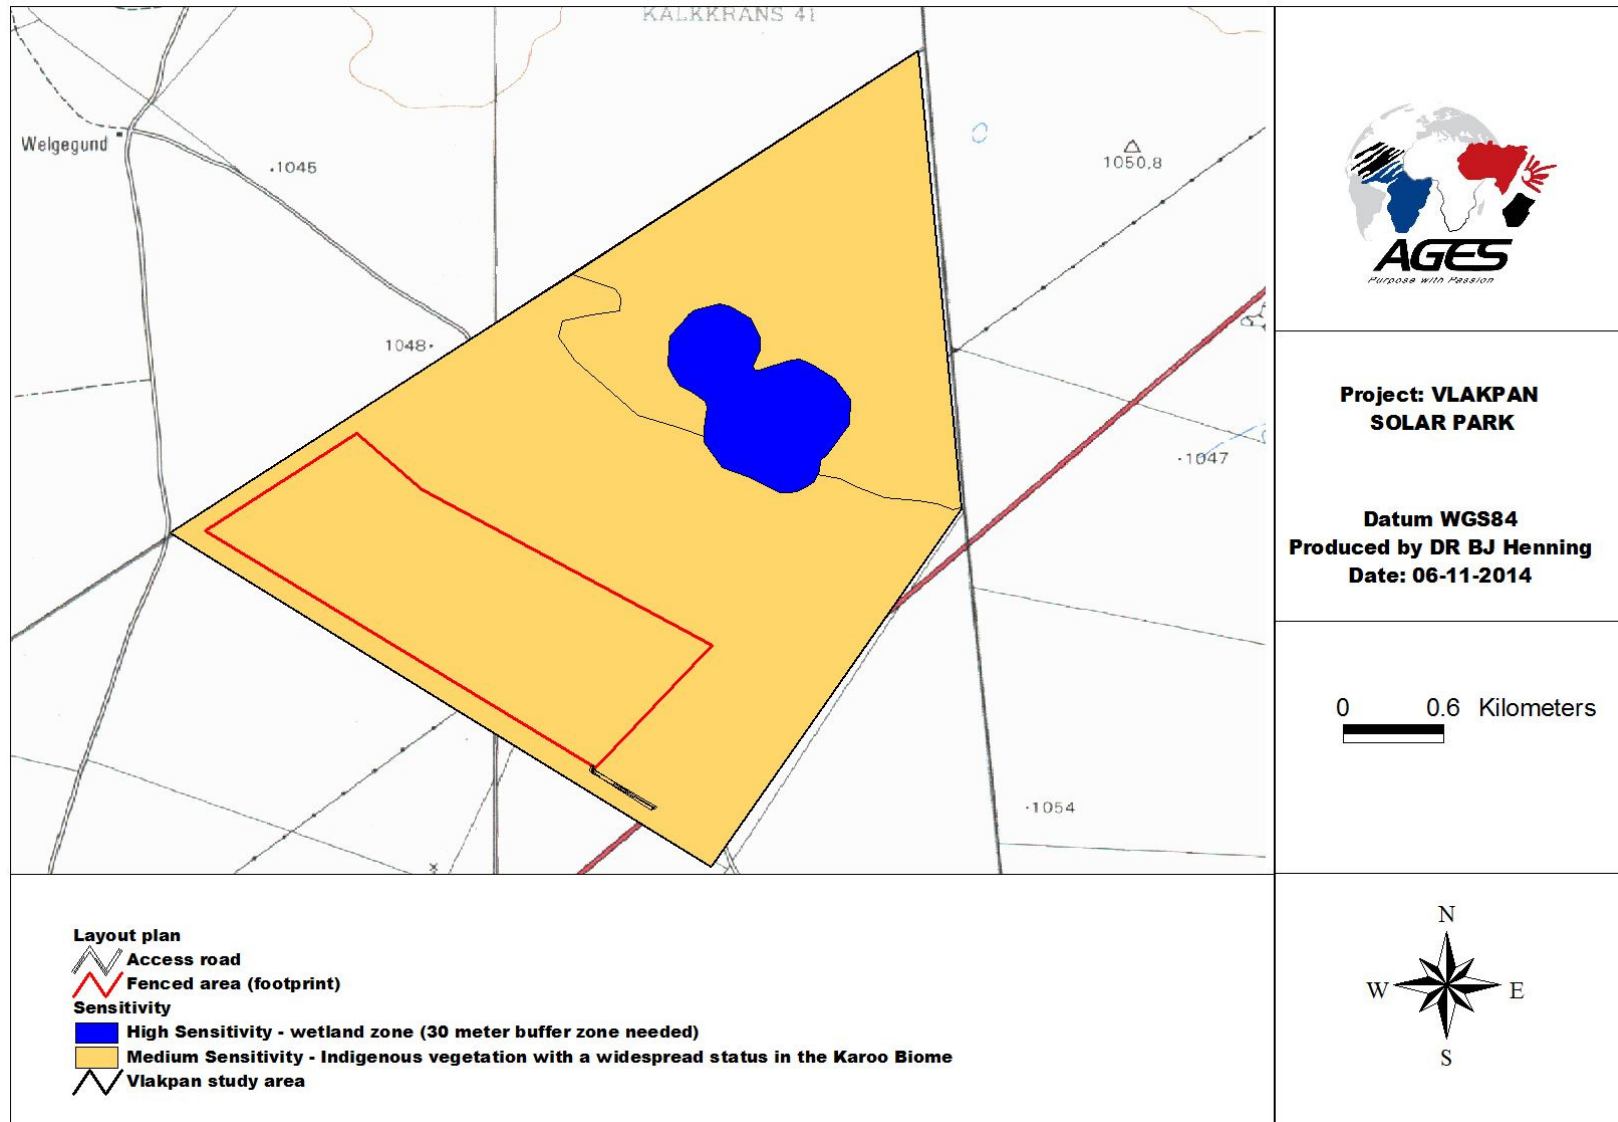 KALKKRANS 41
Welgegund
1045
1050,8
1048
1047
1054
AGES
Purpose with Passion
Project: VLAKPAN
SOLAR PARK
Datum WGS84
Produced by DR BJ Henning
Date: 06-11-2014
0 0.6 Kilometers
N
W E
S
Layout plan
Access road
Fenced area (footprint)
Sensitivity
High Sensitivity - wetland zone (30 meter buffer zone needed)
Medium Sensitivity - Indigenous vegetation with a widespread status in the Karoo Biome
Vlakpan study area